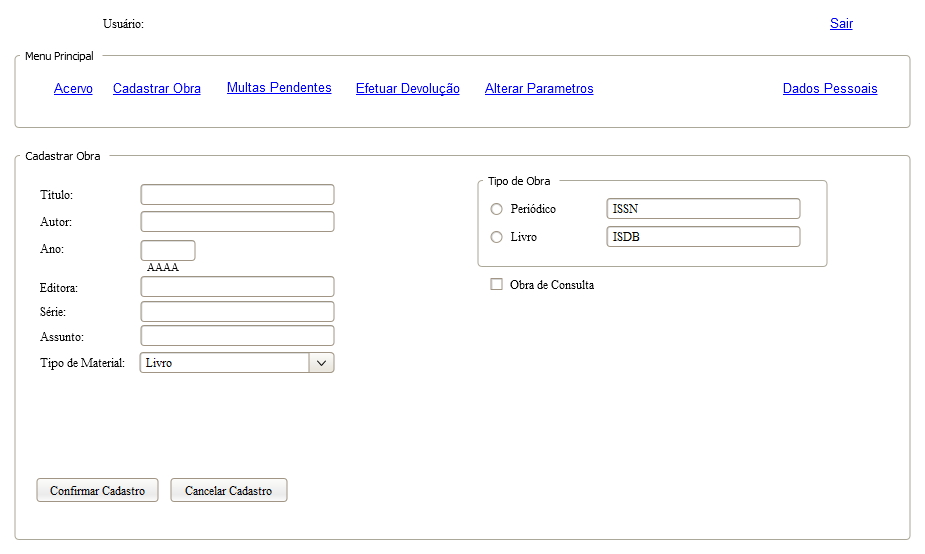 Usuário:
Sair
Menu Principal
Acervo Cadastrar Obra Multas Pendentes Efetuar Devolução Alterar Parametros Dados Pessoais
Cadastrar Obra
Titulo:
Autor:
Ano:
AAAA
Editora:
Série:
Assunto:
Tipo de Material: Livro
Tipo de Obra
Periódico ISSN
Livro ISDB
Obra de Consulta
Confirmar Cadastro Cancelar Cadastro